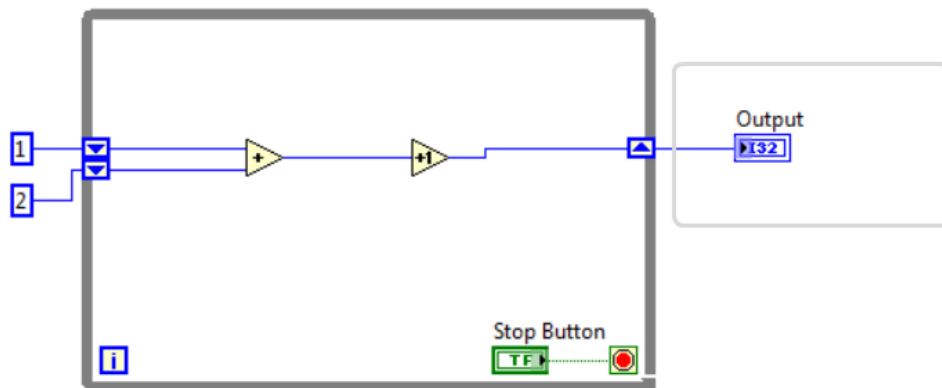 1
2
+
+1
Output
I32
Stop Button
i
TF